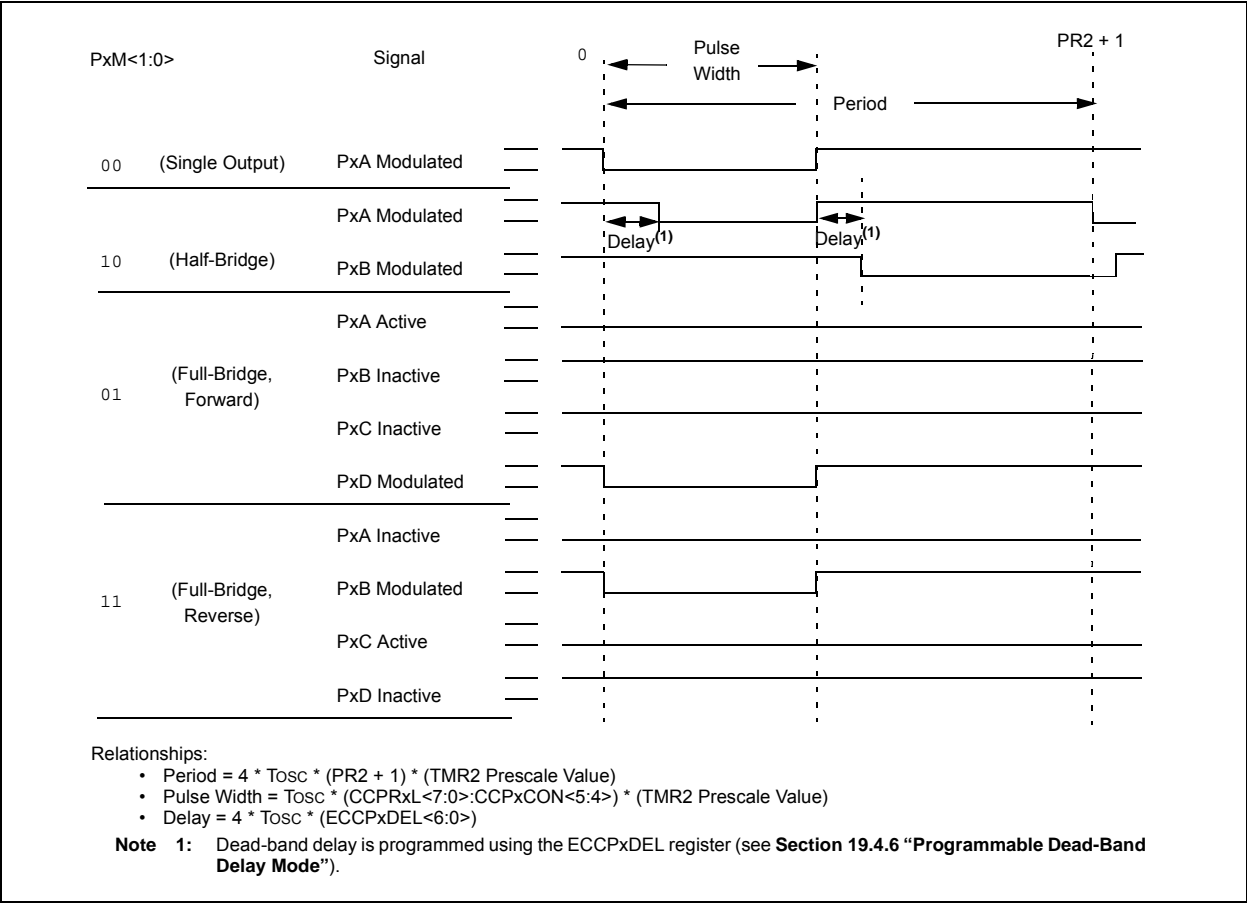 PxM<1:0>
Signal
0
Pulse
Width
PR2 + 1
Period
00 (Single Output) PxA Modulated
PxA Modulated
Delay(1) Delay(1)
10 (Half-Bridge) PxB Modulated
PxA Active
(Full-Bridge,
Forward)
01
PxB Inactive
PxC Inactive
PxD Modulated
PxA Inactive
(Full-Bridge,
Reverse)
11
PxB Modulated
PxC Active
PxD Inactive
Relationships:
• Period = 4 * TOSC * (PR2 + 1) * (TMR2 Prescale Value)
• Pulse Width = TOSC * (CCPRxL<7:0>:CCPxCON<5:4>) * (TMR2 Prescale Value)
• Delay = 4 * TOSC * (ECCPxDEL<6:0>)
Note 1: Dead-band delay is programmed using the ECCPxDEL register (see Section 19.4.6 “Programmable Dead-Band
Delay Mode”).